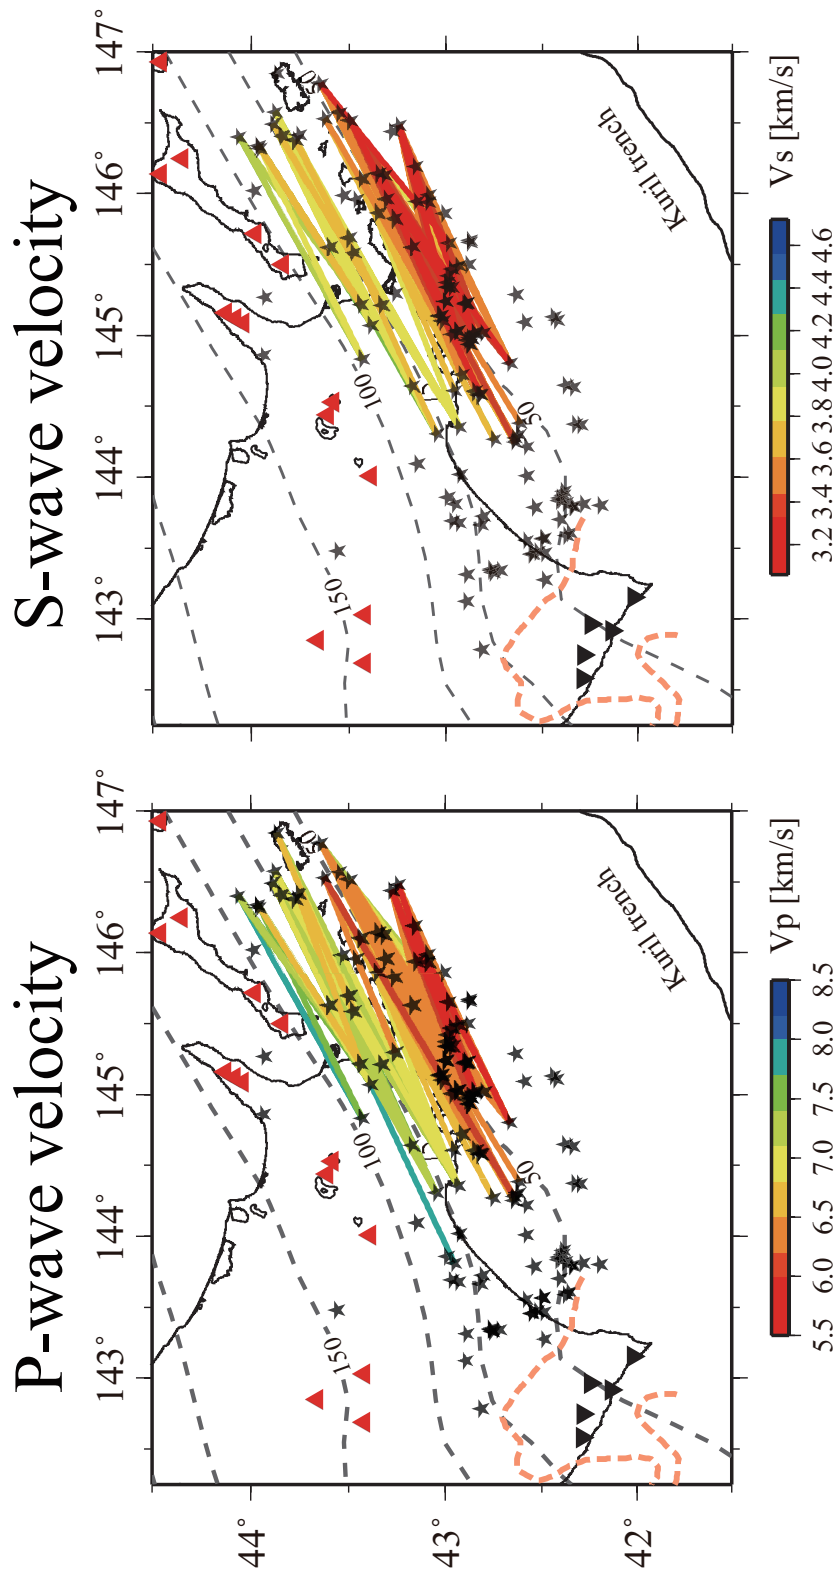 P-wave velocity
S-wave velocity
143° 144° 145° 146° 147°
143° 144° 145° 146° 147°
44°
43°
42°
150
100
50
50
Kuril trench
150
100
50
Kuril trench
5.5 6.0 6.5 7.0 7.5 8.0 8.5
Vp [km/s]
3.2 3.4 3.6 3.8 4.0 4.2 4.4 4.6
Vs [km/s]